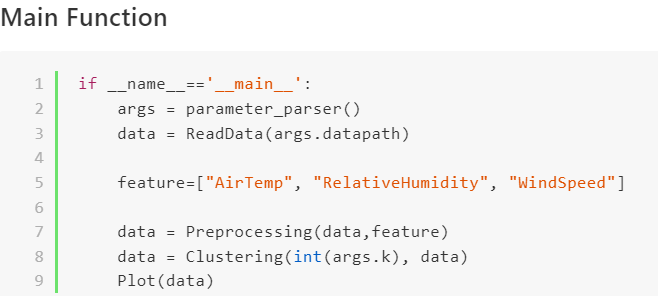 Main Function
1 if __name__=='__main__':
2 args = parameter_parser()
3 data = ReadData(args.datapath)
4
5 feature=["AirTemp", "RelativeHumidity", "WindSpeed"]
6
7 data = Preprocessing(data,feature)
8 data = Clustering(int(args.k), data)
9 Plot(data)